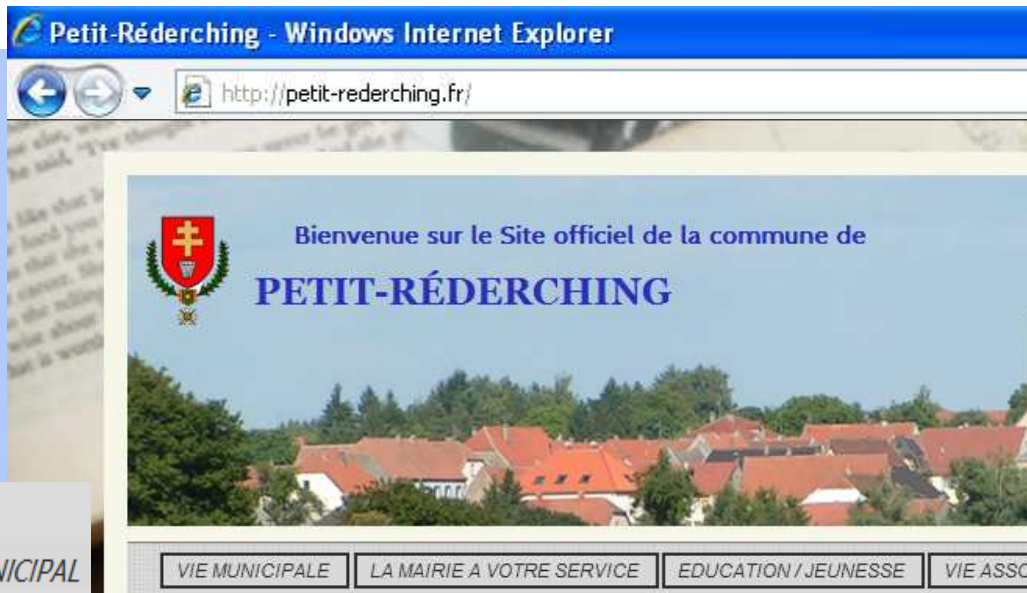 Petit-Réderching - Windows Internet Explorer
http://petit-rederching.fr/
Bienvenue sur le Site officiel de la commune de
PETIT-RÉDERCHING
NICIPAL
VIE MUNICIPALE LA MAIRIE A VOTRE SERVICE EDUCATION / JEUNESSE VIE ASSO